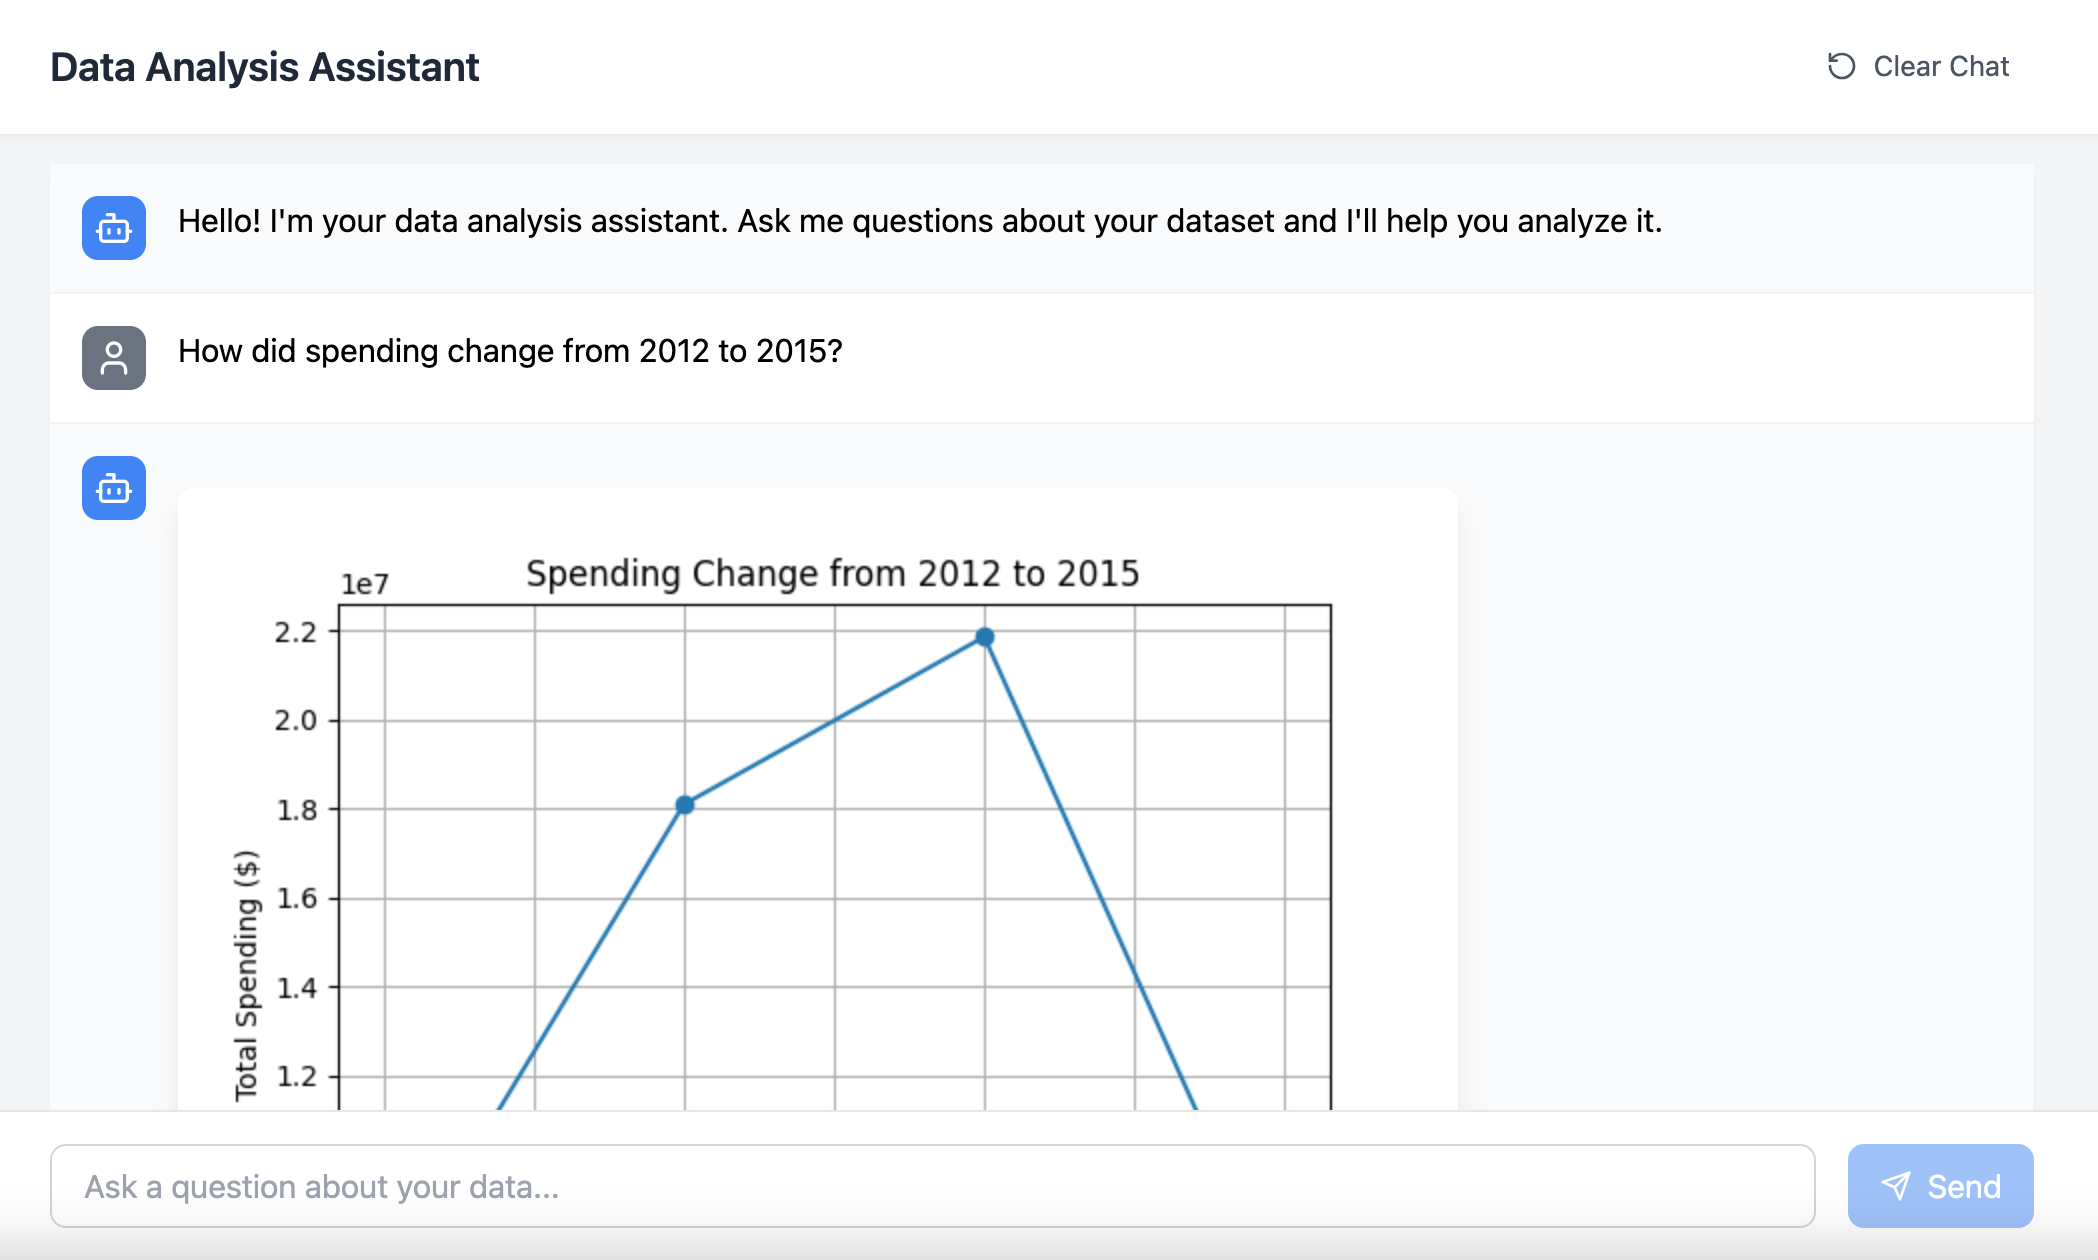 Data Analysis Assistant
Clear Chat
Hello! I'm your data analysis assistant. Ask me questions about your dataset and I'll help you analyze it.
How did spending change from 2012 to 2015?
Spending Change from 2012 to 2015
1e7
2.2
2.0
1.8
1.6
1.4
1.2
Total Spending ($)
Ask a question about your data...
Send